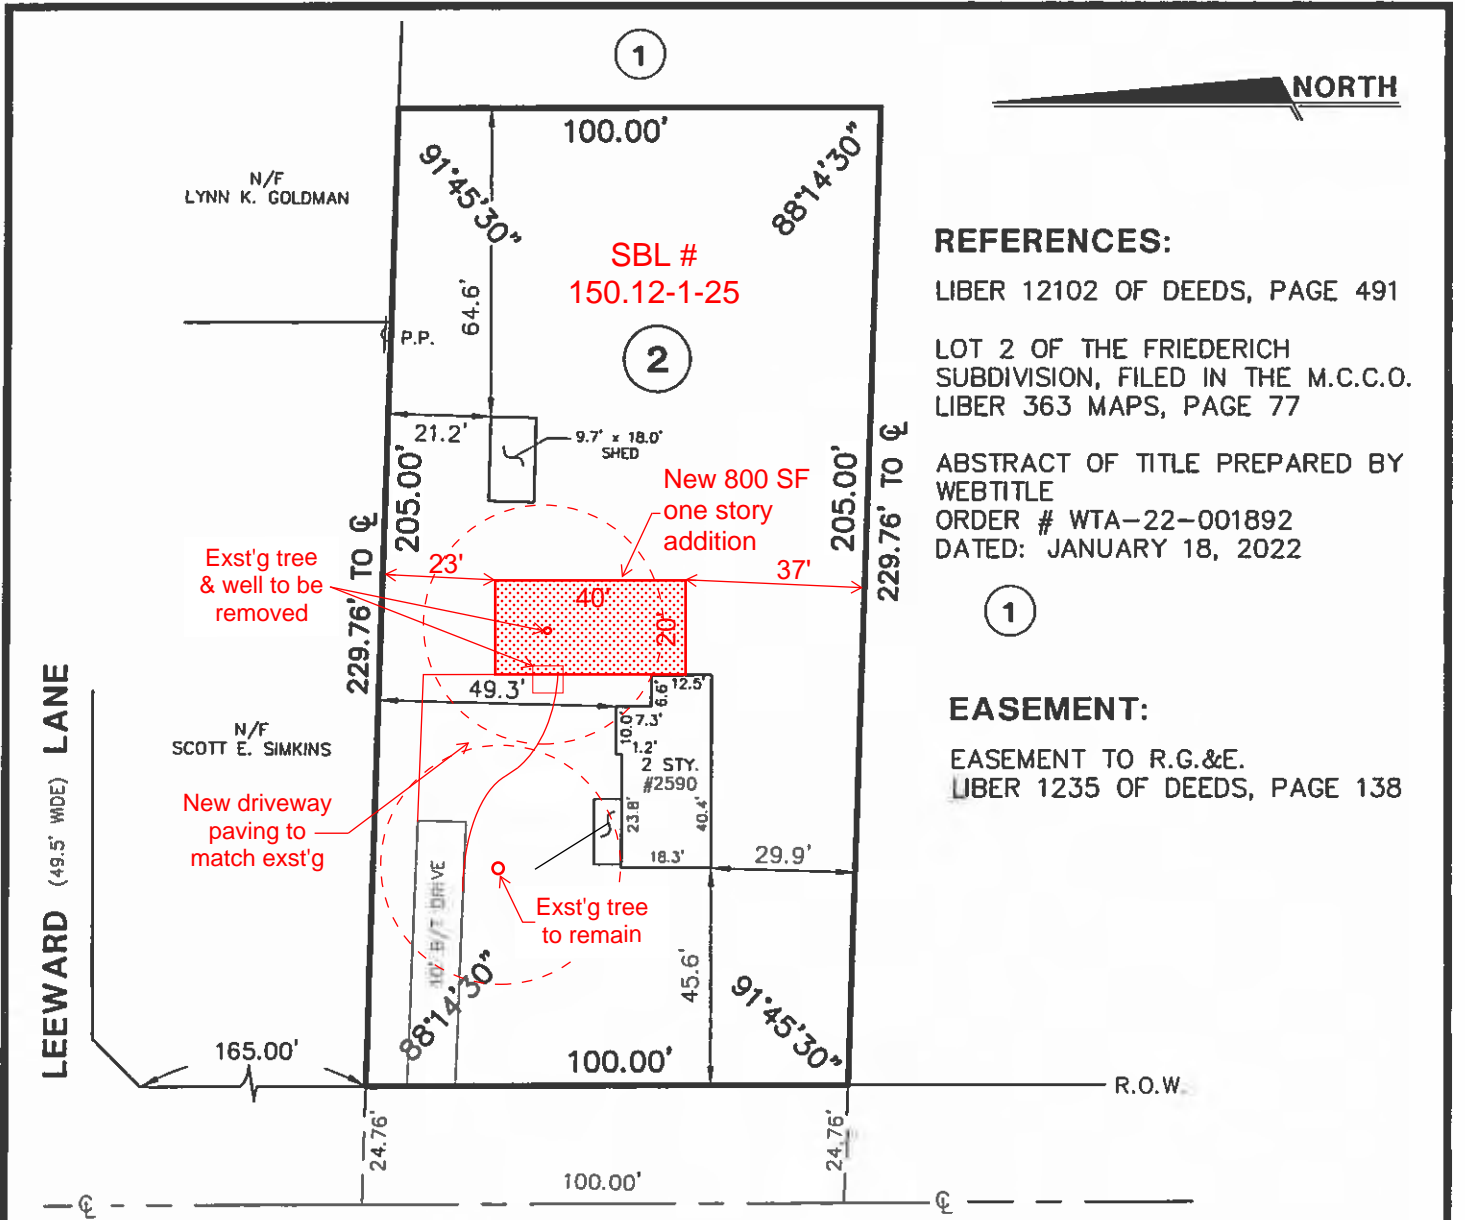 1
NORTH
100.00'
91°45'30"
88°14'30"
N/F
LYNN K. GOLDMAN
SBL #
150.12-1-25
64.6'
P.P.
2
21.2'
9.7' x 18.0'
SHED
205.00'
229.76' TO ℄
205.00'
229.76' TO ℄
New 800 SF
one story
addition
Exst'g tree
& well to be
removed
23'
40'
20'
37'
49.3'
12.5'
6.6'
7.3'
10.0'
1.2'
2 STY.
#2590
23.8'
40.4'
18.3'
29.9'
N/F
SCOTT E. SIMKINS
New driveway
paving to
match exst'g
10' B/T DRIVE
Exst'g tree
to remain
45.6'
88°14'30"
91°45'30"
100.00'
LEEWARD (49.5' WIDE) LANE
165.00'
R.O.W.
24.76'
24.76'
100.00'
℄
℄
REFERENCES:
LIBER 12102 OF DEEDS, PAGE 491
LOT 2 OF THE FRIEDERICH
SUBDIVISION, FILED IN THE M.C.C.O.
LIBER 363 MAPS, PAGE 77
ABSTRACT OF TITLE PREPARED BY
WEBTITLE
ORDER # WTA-22-001892
DATED: JANUARY 18, 2022
1
EASEMENT:
EASEMENT TO R.G.&E.
LIBER 1235 OF DEEDS, PAGE 138